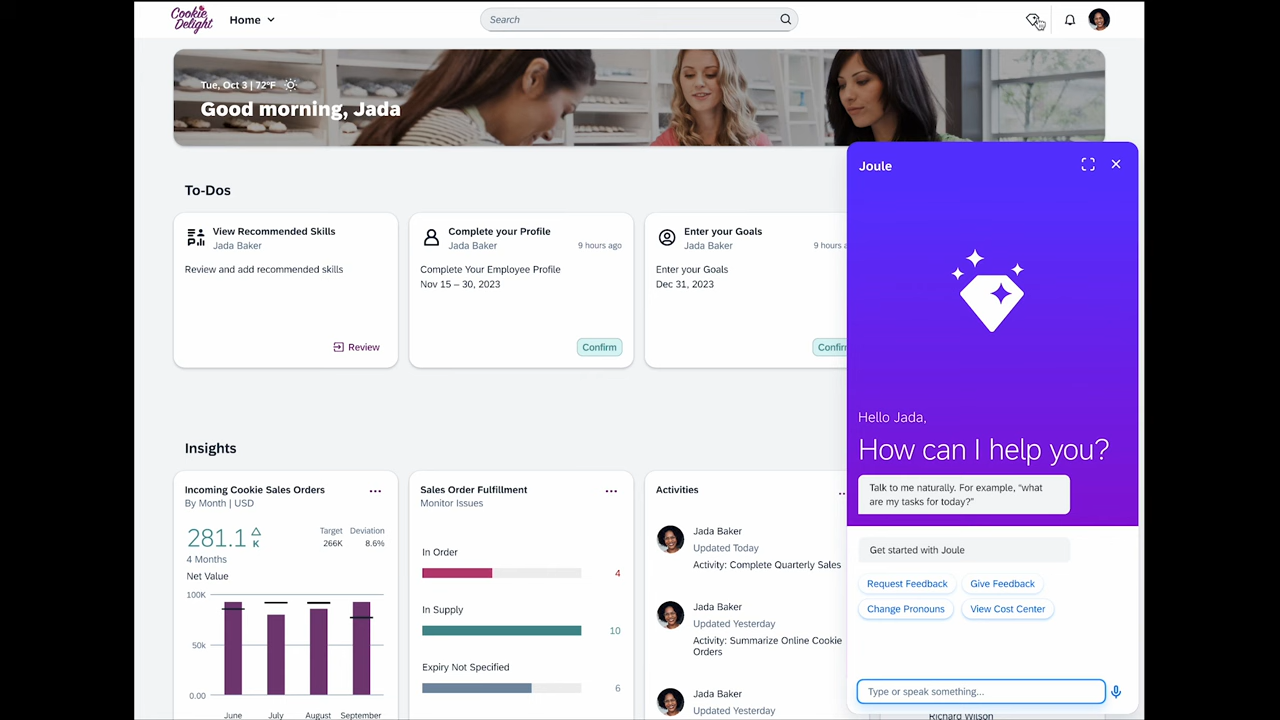 Cookie Delight
Home
Search
Tue, Oct 3 | 72°F
Good morning, Jada
To-Dos
View Recommended Skills
Jada Baker
Review and add recommended skills
Review
Complete your Profile
Jada Baker
9 hours ago
Complete Your Employee Profile
Nov 15 – 30, 2023
Confirm
Enter your Goals
Jada Baker
9 hours a
Enter your Goals
Dec 31, 2023
Confirm
Insights
Incoming Cookie Sales Orders
By Month | USD
281.1
K
Target
266K
Deviation
8.6%
4 Months
Net Value
100K
50k
0.00
June
July
August
September
Sales Order Fulfillment
Monitor Issues
In Order
4
In Supply
10
Expiry Not Specified
6
Activities
Jada Baker
Updated Today
Activity: Complete Quarterly Sales
Jada Baker
Updated Yesterday
Activity: Summarize Online Cookie
Orders
Jada Baker
Updated Yesterday
Joule
Hello Jada,
How can I help you?
Talk to me naturally. For example, “what
are my tasks for today?”
Get started with Joule
Request Feedback
Give Feedback
Change Pronouns
View Cost Center
Type or speak something...
Richard Wilson